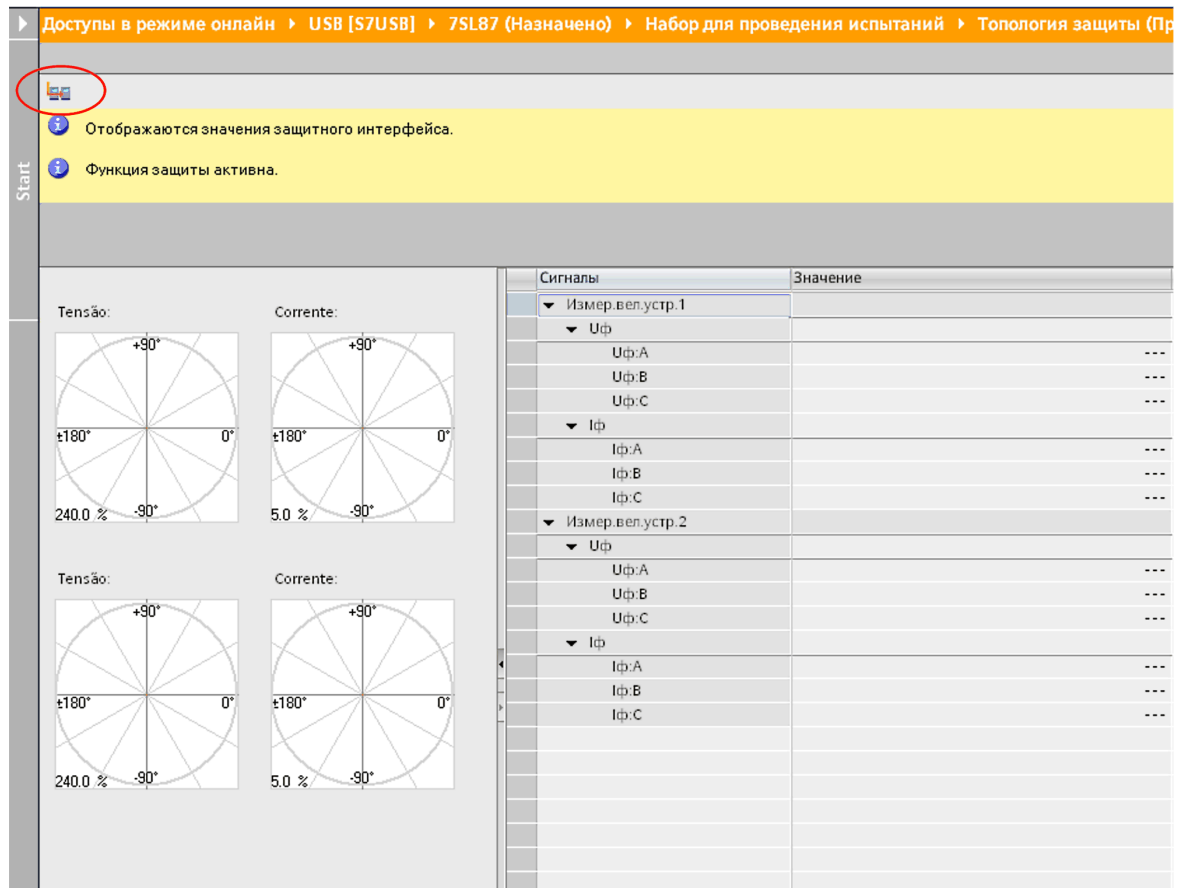 Доступы в режиме онлайн USB [S7USB] 7SL87 (Назначено) Набор для проведения испытаний Топология защиты (Пр
Start
Отображаются значения защитного интерфейса.
Функция защиты активна.
Tensão:
Corrente:
+90°
±180°
0°
-90°
240.0 %
+90°
±180°
0°
-90°
5.0 %
Tensão:
Corrente:
+90°
±180°
0°
-90°
240.0 %
+90°
±180°
0°
-90°
5.0 %
Сигналы Значение
Измер.вел.устр.1
Uф
Uф:A ---
Uф:B ---
Uф:C ---
Iф
Iф:A ---
Iф:B ---
Iф:C ---
Измер.вел.устр.2
Uф
Uф:A ---
Uф:B ---
Uф:C ---
Iф
Iф:A ---
Iф:B ---
Iф:C ---